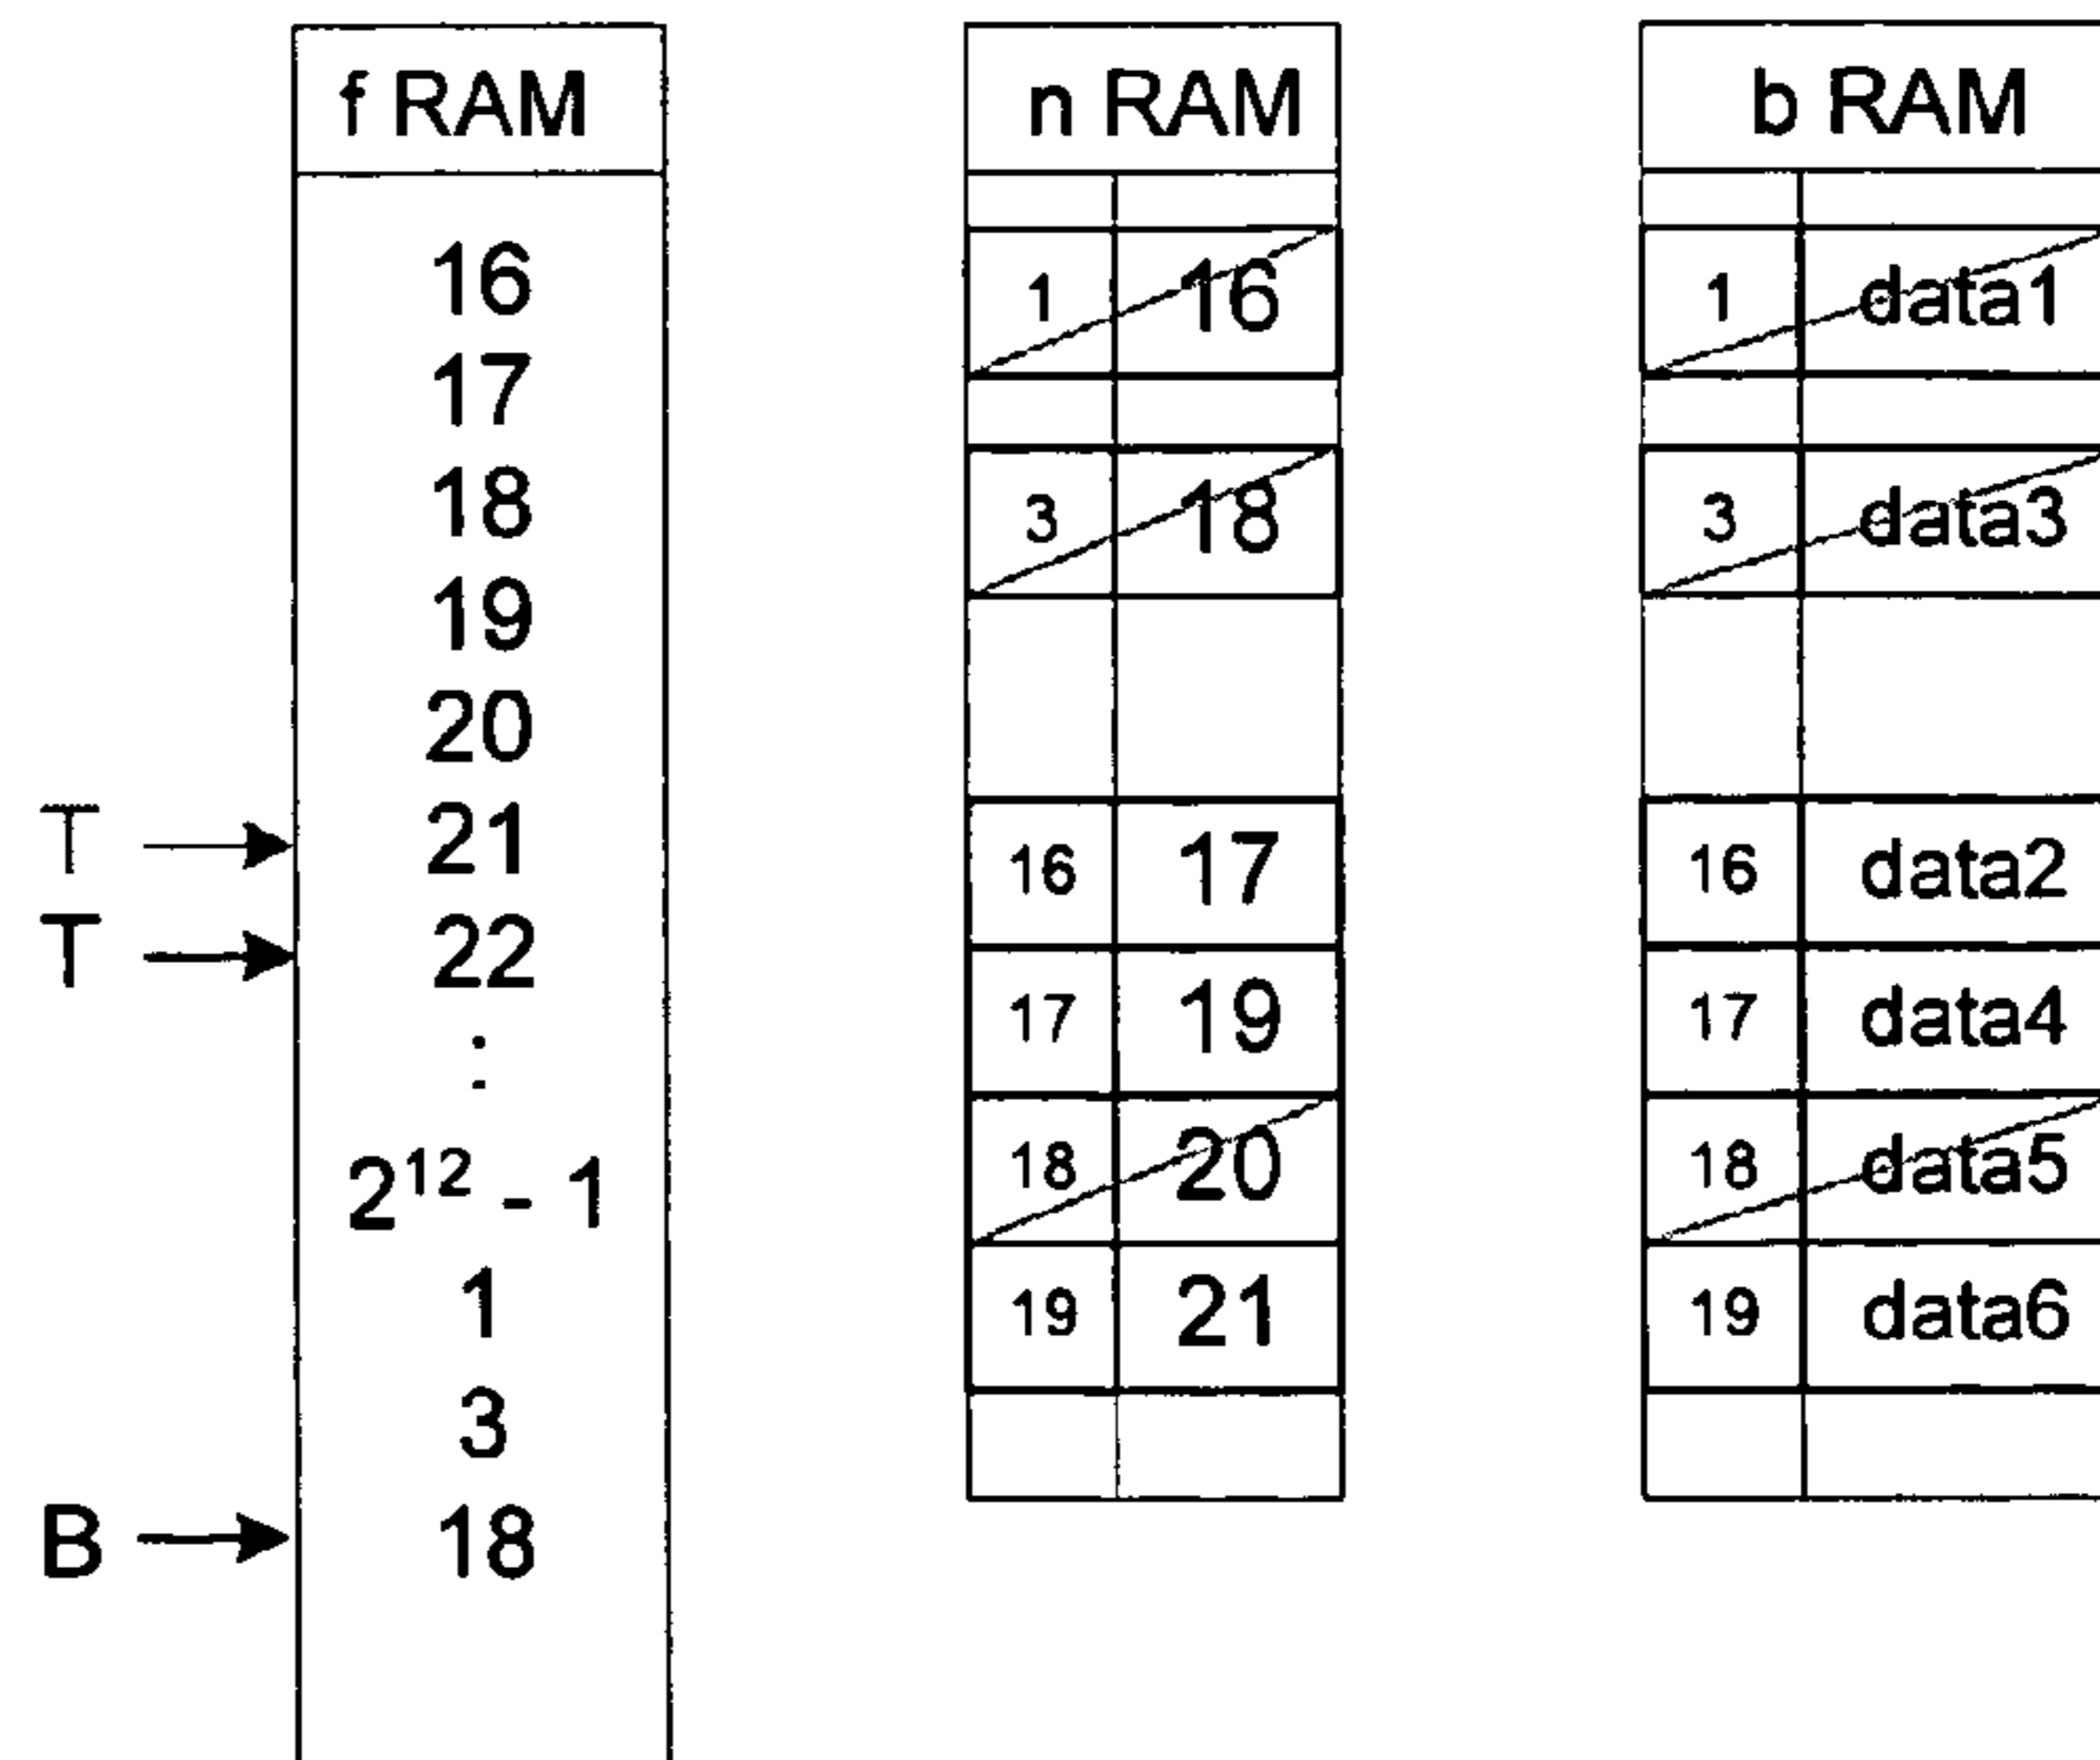 f RAM
16
17
18
19
20
T 21
T 22
:
2¹² - 1
1
3
B 18
n RAM
1 16
3 18
16 17
17 19
18 20
19 21
b RAM
1 data1
3 data3
16 data2
17 data4
18 data5
19 data6